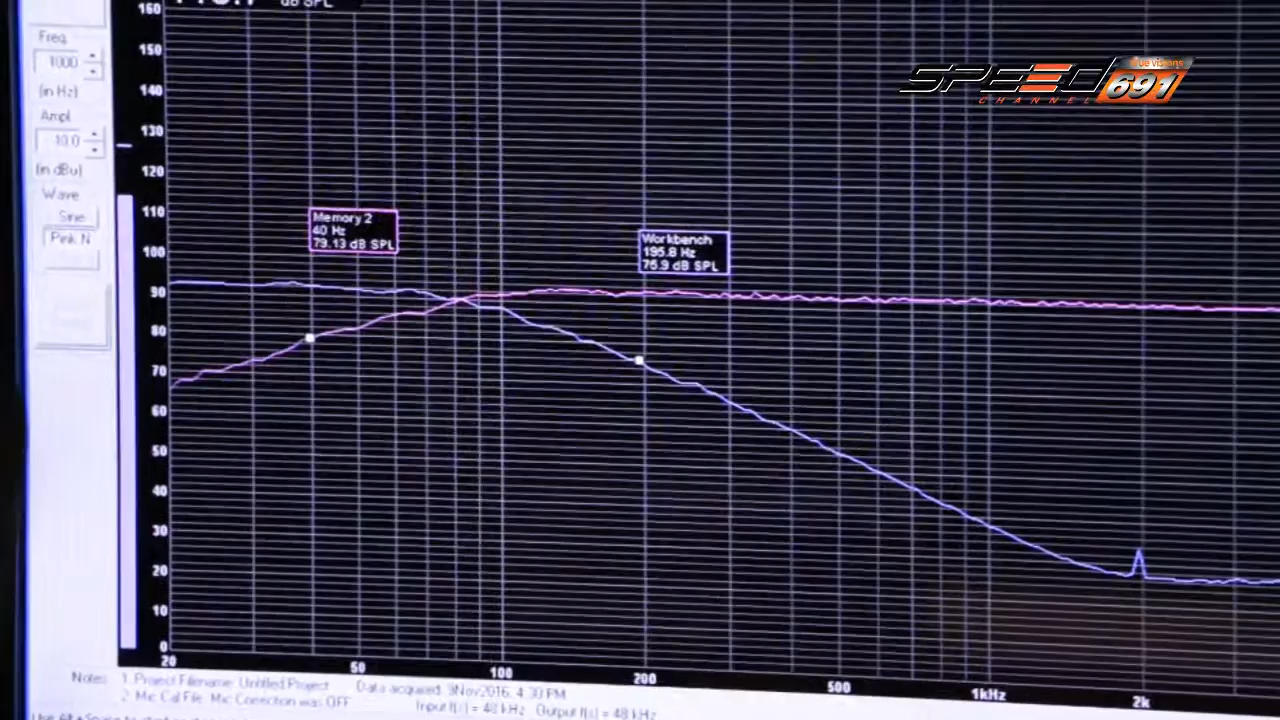 160
dB SPL
150
140
130
120
110
100
90
80
70
60
50
40
30
20
10
0
Freq
1000
(in Hz)
Ampl
10.0
(in dBu)
Wave
Sine
Pink N
true visions
SPEED
CHANNEL
691
Memory 2
40 Hz
79.13 dB SPL
Workbench
195.8 Hz
75.9 dB SPL
20 50 100 200 500 1kHz 2k
Notes: 1. Project Filename: Untitled Project Data acquired: 9Nov2016, 4:30 PM
2. Mic Cal File: Mic Correction was OFF Input f(s) = 48 kHz Output f(s) = 48 kHz